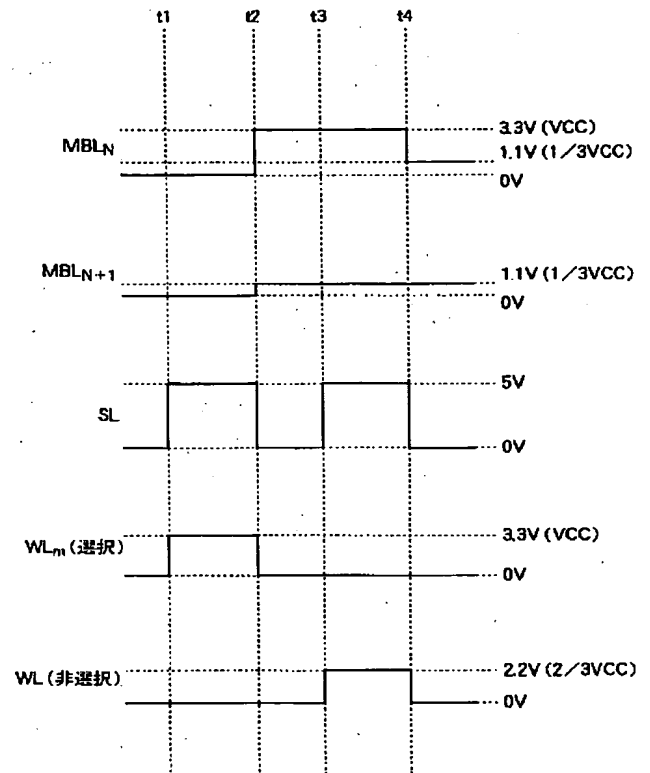 t1 t2 t3 t4
MBLN
3.3V (VCC)
1.1V (1/3VCC)
0V
MBLN+1
1.1V (1/3VCC)
0V
SL
5V
0V
WLm (選択)
3.3V (VCC)
0V
WL (非選択)
2.2V (2/3VCC)
0V